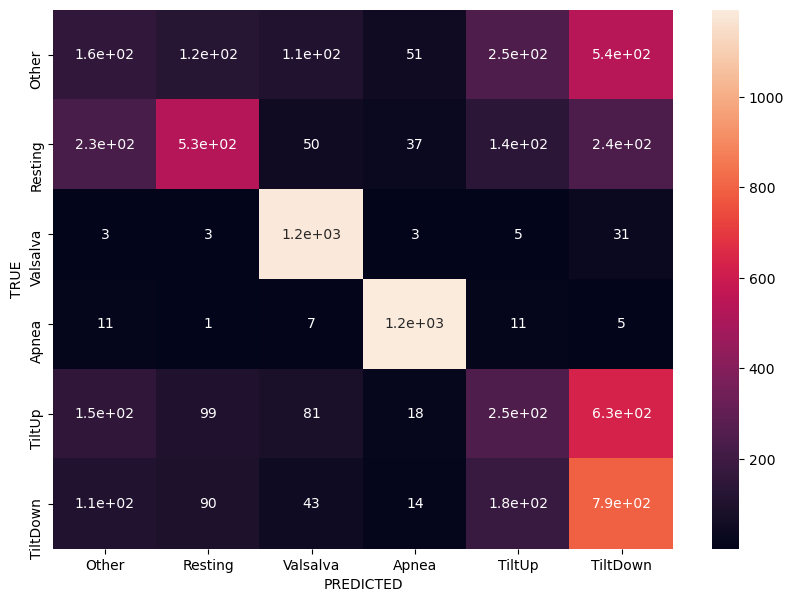 Other 1.6e+02 1.2e+02 1.1e+02 51 2.5e+02 5.4e+02
Resting 2.3e+02 5.3e+02 50 37 1.4e+02 2.4e+02
Valsalva 3 3 1.2e+03 3 5 31
Apnea 11 1 7 1.2e+03 11 5
TiltUp 1.5e+02 99 81 18 2.5e+02 6.3e+02
TiltDown 1.1e+02 90 43 14 1.8e+02 7.9e+02
Other Resting Valsalva Apnea TiltUp TiltDown
PREDICTED
TRUE
1000
800
600
400
200